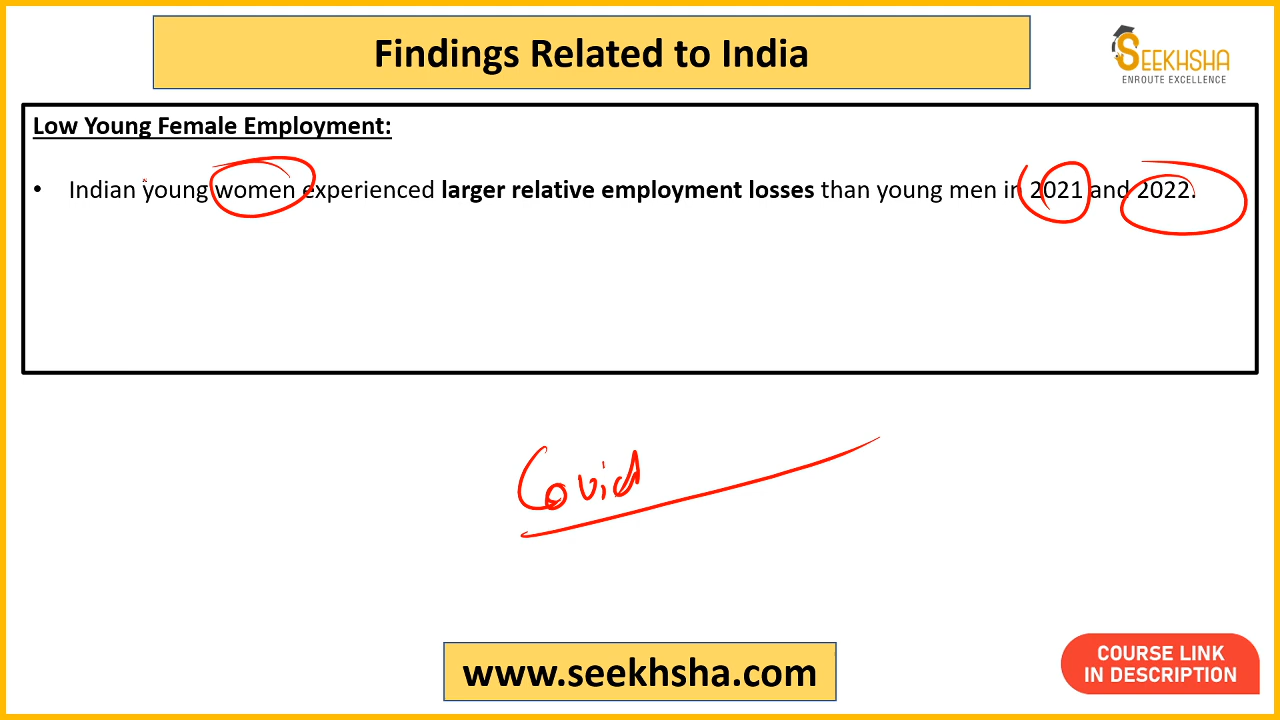 Findings Related to India
SEEKHSHA
ENROUTE EXCELLENCE
Low Young Female Employment:
• Indian young women experienced larger relative employment losses than young men in 2021 and 2022.
Covid
www.seekhsha.com
COURSE LINK
IN DESCRIPTION